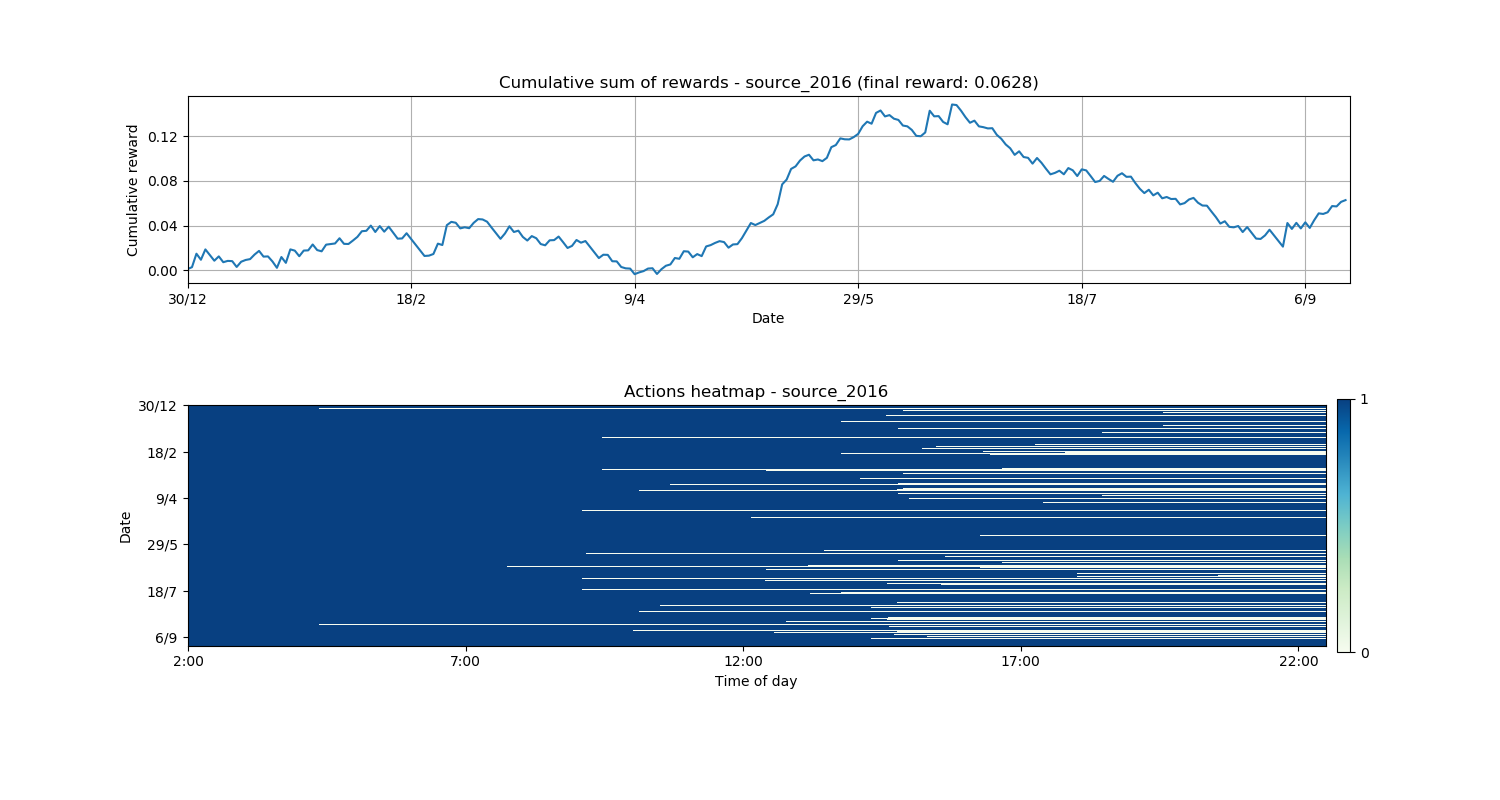 Cumulative sum of rewards - source_2016 (final reward: 0.0628)
Cumulative reward
0.12
0.08
0.04
0.00
30/12 18/2 9/4 29/5 18/7 6/9
Date
Actions heatmap - source_2016
Date
30/12
18/2
9/4
29/5
18/7
6/9
2:00 7:00 12:00 17:00 22:00
Time of day
1
0